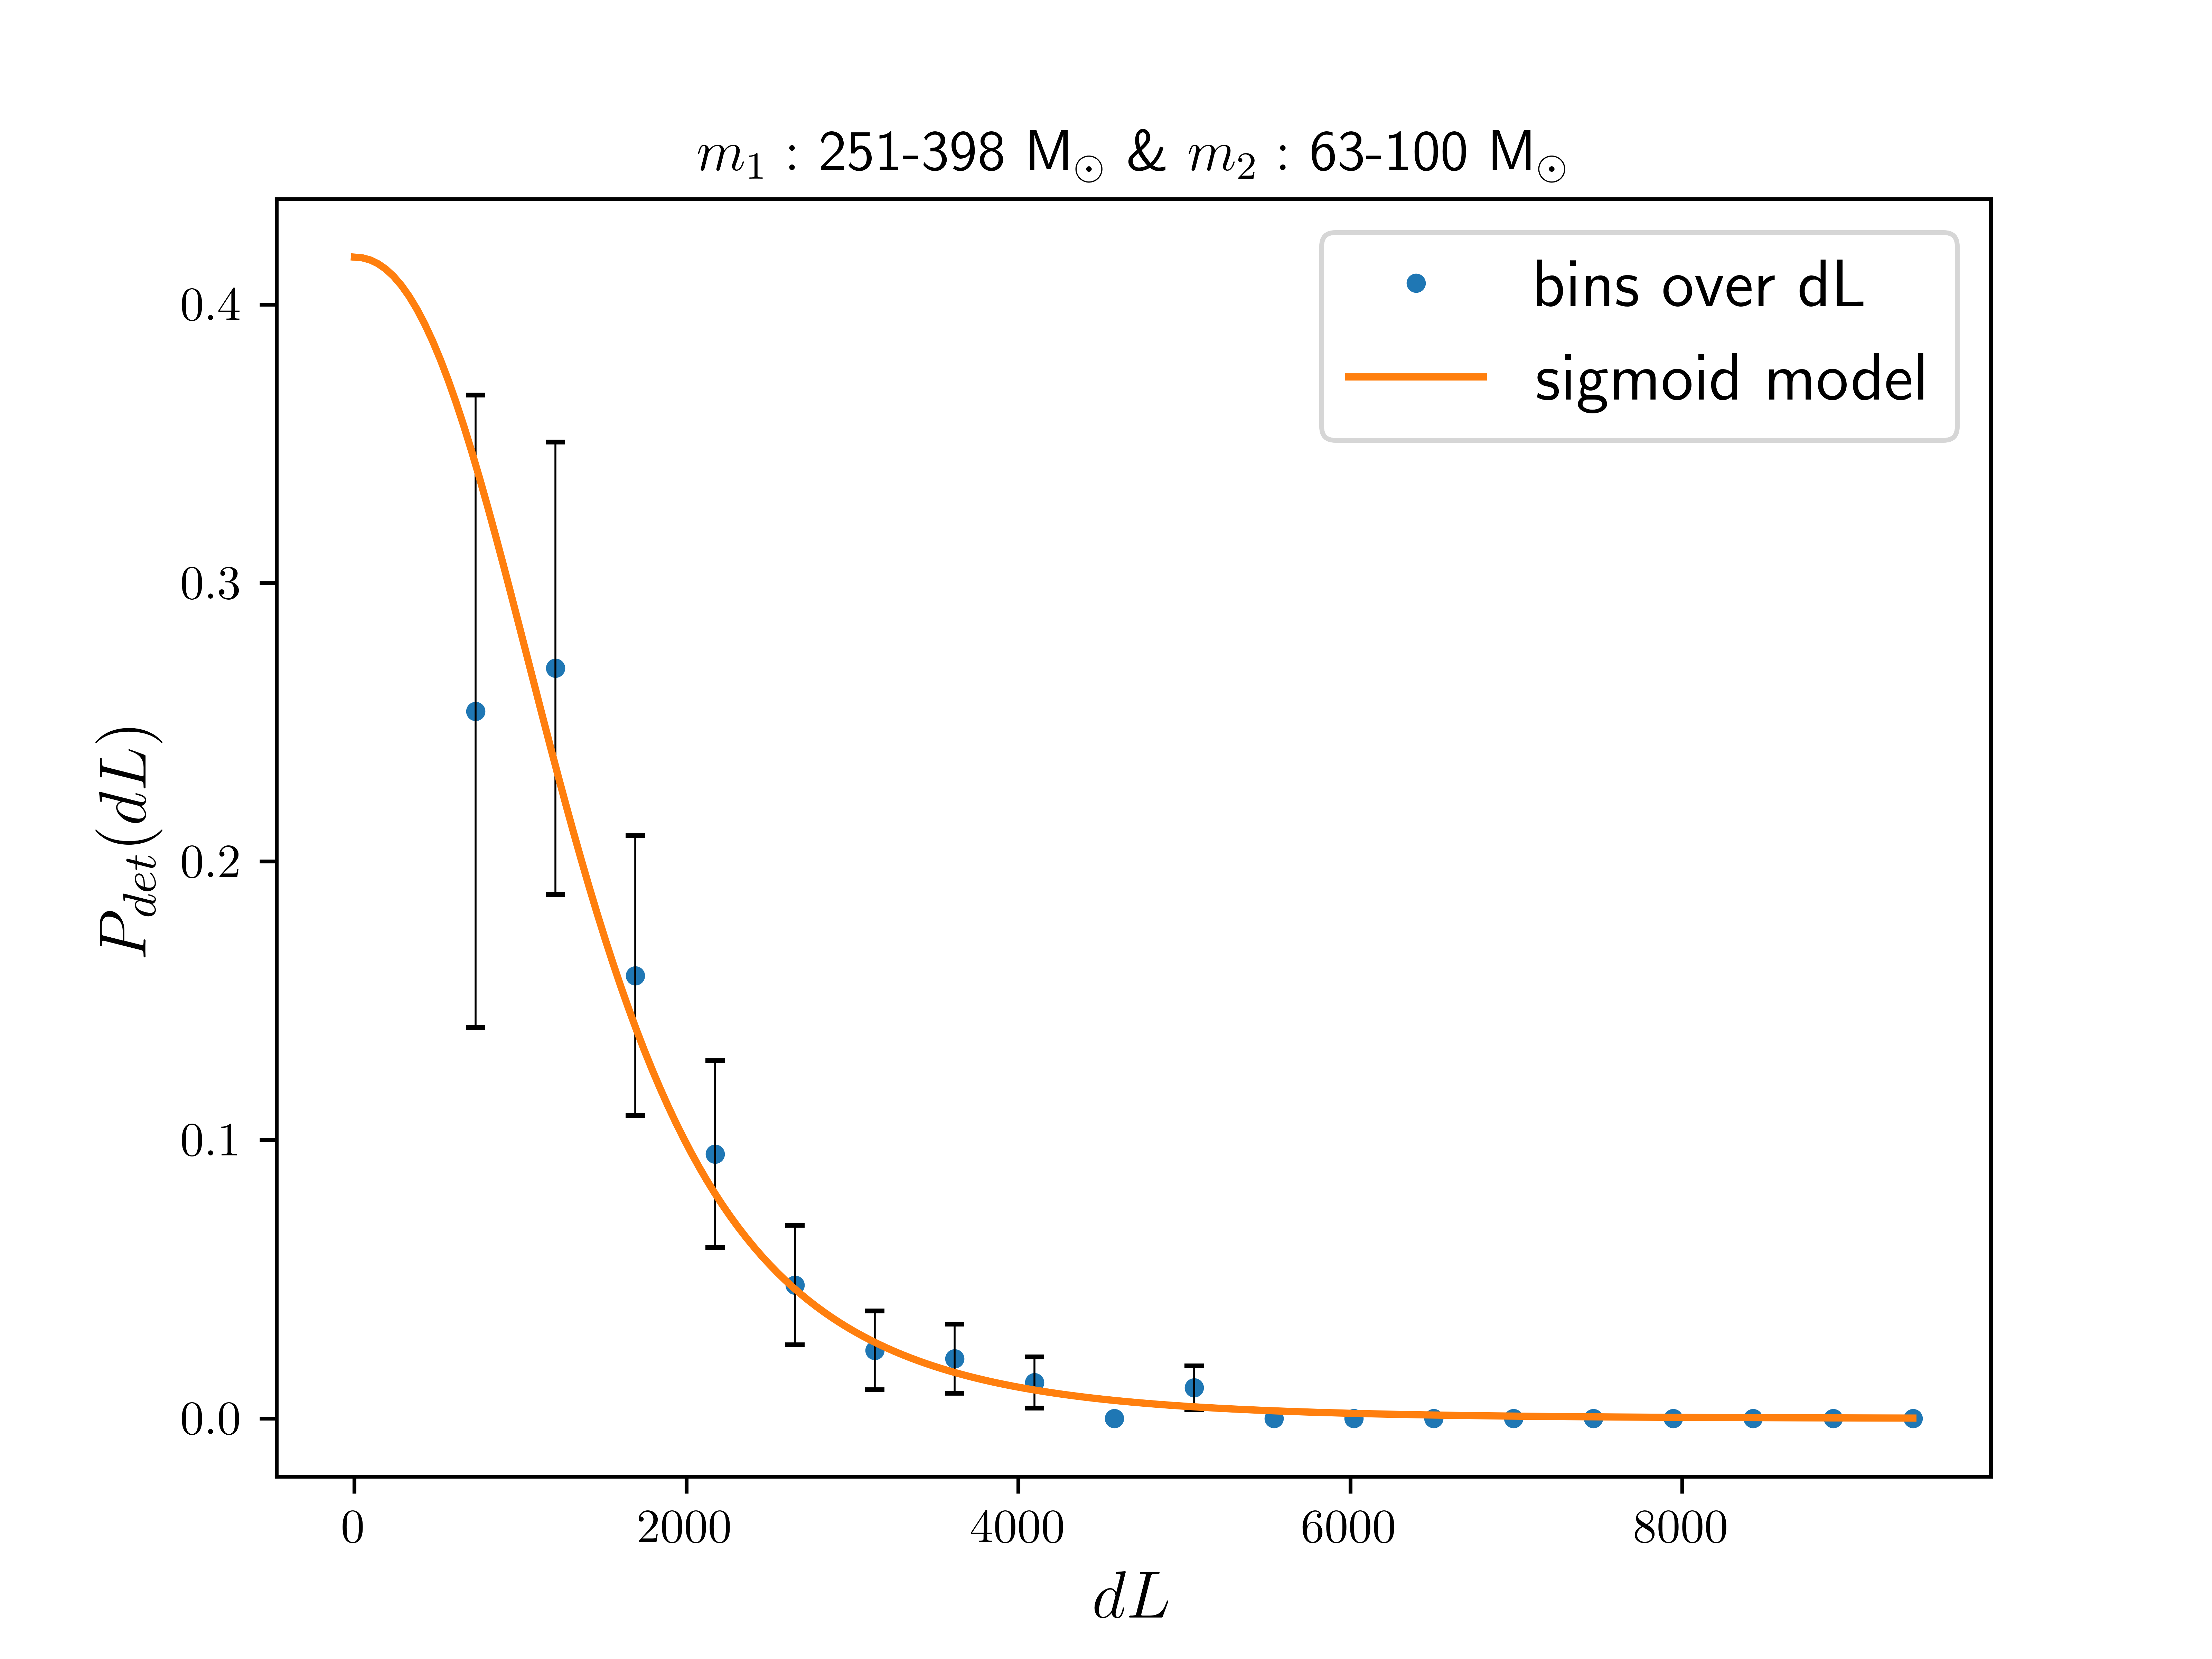 m₁ : 251-398 M⊙ & m₂ : 63-100 M⊙
bins over dL
sigmoid model
P_det(dL)
0.4
0.3
0.2
0.1
0.0
0 2000 4000 6000 8000
dL